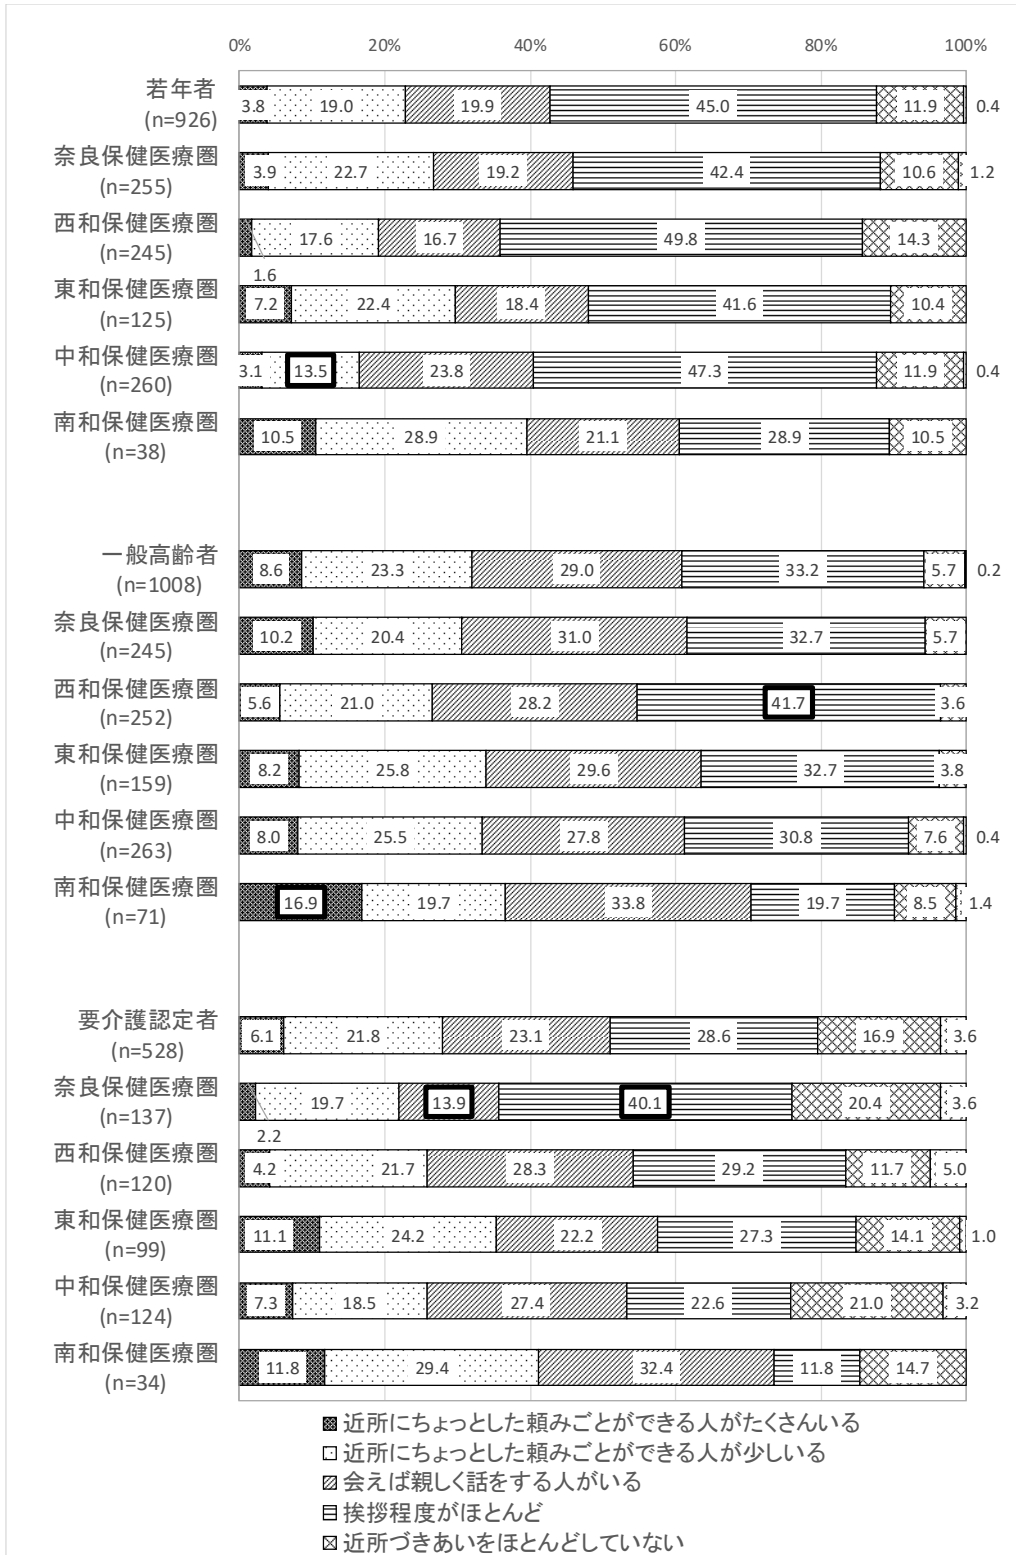 0% 20% 40% 60% 80% 100%
若年者
(n=926)
3.8 19.0 19.9 45.0 11.9 0.4
奈良保健医療圏
(n=255)
3.9 22.7 19.2 42.4 10.6 1.2
西和保健医療圏
(n=245)
17.6 16.7 49.8 14.3
1.6
東和保健医療圏
(n=125)
7.2 22.4 18.4 41.6 10.4
中和保健医療圏
(n=260)
3.1 13.5 23.8 47.3 11.9 0.4
南和保健医療圏
(n=38)
10.5 28.9 21.1 28.9 10.5
一般高齢者
(n=1008)
8.6 23.3 29.0 33.2 5.7 0.2
奈良保健医療圏
(n=245)
10.2 20.4 31.0 32.7 5.7
西和保健医療圏
(n=252)
5.6 21.0 28.2 41.7 3.6
東和保健医療圏
(n=159)
8.2 25.8 29.6 32.7 3.8
中和保健医療圏
(n=263)
8.0 25.5 27.8 30.8 7.6 0.4
南和保健医療圏
(n=71)
16.9 19.7 33.8 19.7 8.5 1.4
要介護認定者
(n=528)
6.1 21.8 23.1 28.6 16.9 3.6
奈良保健医療圏
(n=137)
19.7 13.9 40.1 20.4 3.6
2.2
西和保健医療圏
(n=120)
4.2 21.7 28.3 29.2 11.7 5.0
東和保健医療圏
(n=99)
11.1 24.2 22.2 27.3 14.1 1.0
中和保健医療圏
(n=124)
7.3 18.5 27.4 22.6 21.0 3.2
南和保健医療圏
(n=34)
11.8 29.4 32.4 11.8 14.7
近所にちょっとした頼みごとができる人がたくさんいる
近所にちょっとした頼みごとができる人が少しいる
会えば親しく話をする人がいる
挨拶程度がほとんど
近所づきあいをほとんどしていない